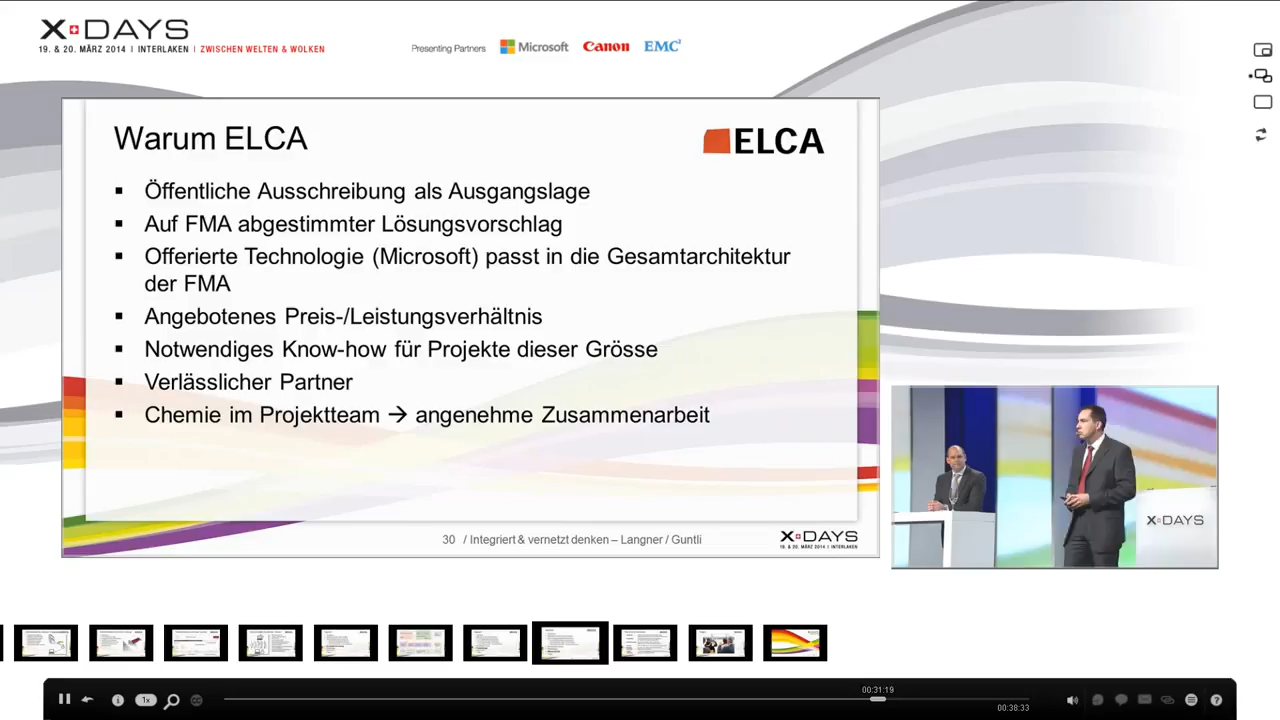 X+DAYS
19. & 20. MÄRZ 2014 | INTERLAKEN | ZWISCHEN WELTEN & WOLKEN
Presenting Partners Microsoft Canon EMC²
Warum ELCA
ELCA
▪ Öffentliche Ausschreibung als Ausgangslage
▪ Auf FMA abgestimmter Lösungsvorschlag
▪ Offerierte Technologie (Microsoft) passt in die Gesamtarchitektur
der FMA
▪ Angebotenes Preis-/Leistungsverhältnis
▪ Notwendiges Know-how für Projekte dieser Grösse
▪ Verlässlicher Partner
▪ Chemie im Projektteam → angenehme Zusammenarbeit
30 / Integriert & vernetzt denken – Langner / Guntli
X+DAYS
19. & 20. MÄRZ 2014 | INTERLAKEN
X+DAYS
1x
00:31:19
00:38:33